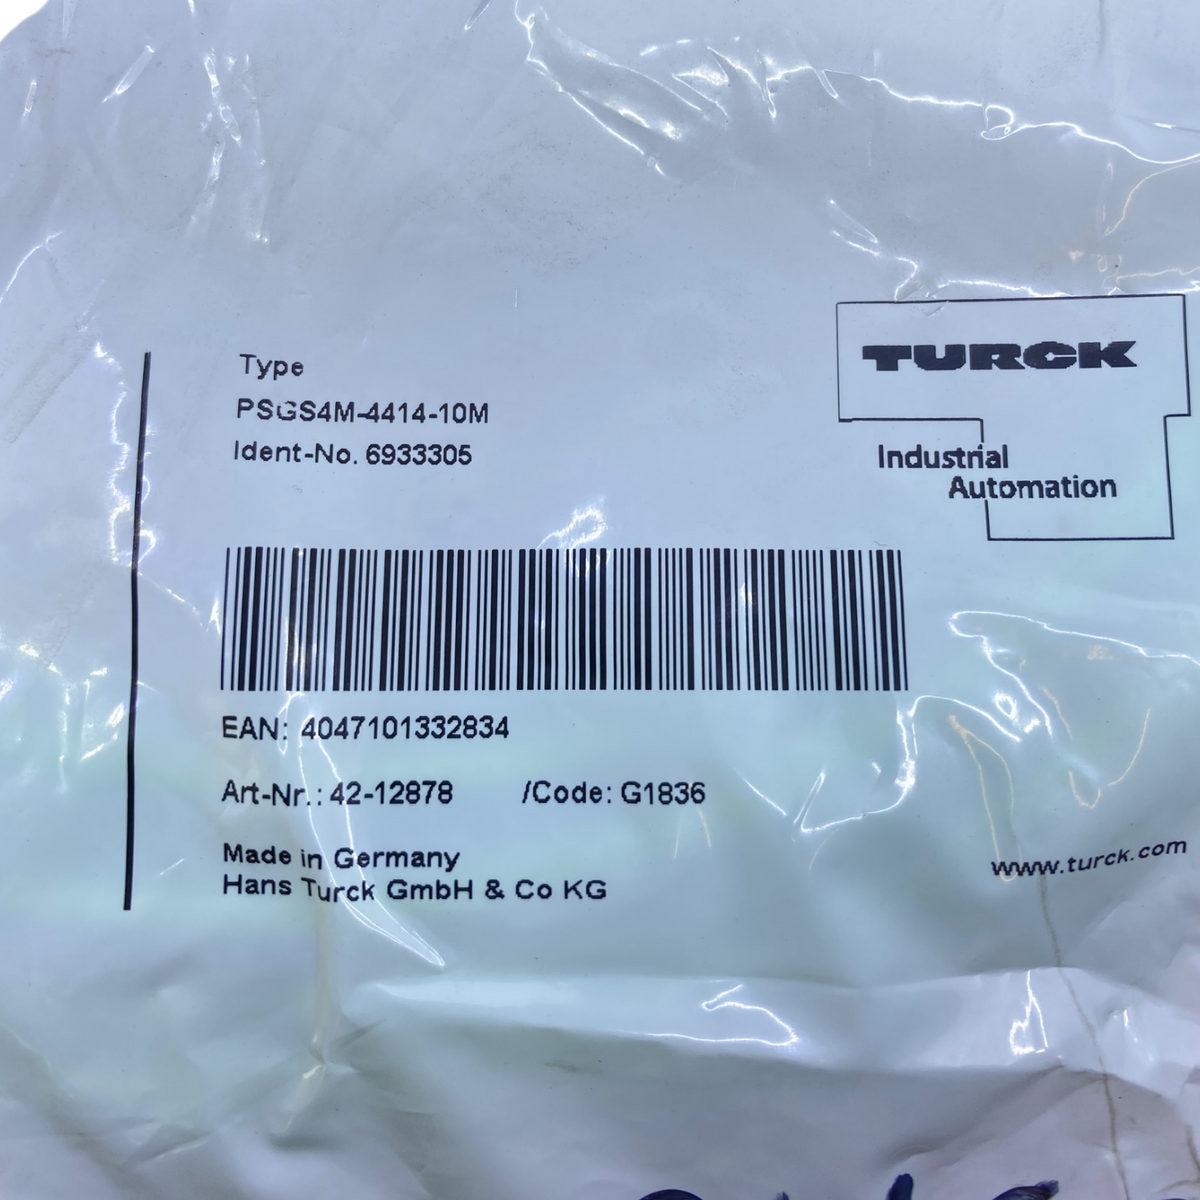 Type
PSGS4M-4414-10M
Ident-No. 6933305
TURCK
Industrial
Automation
EAN: 4047101332834
Art-Nr.: 42-12878 /Code: G1836
Made in Germany
Hans Turck GmbH & Co KG
www.turck.com